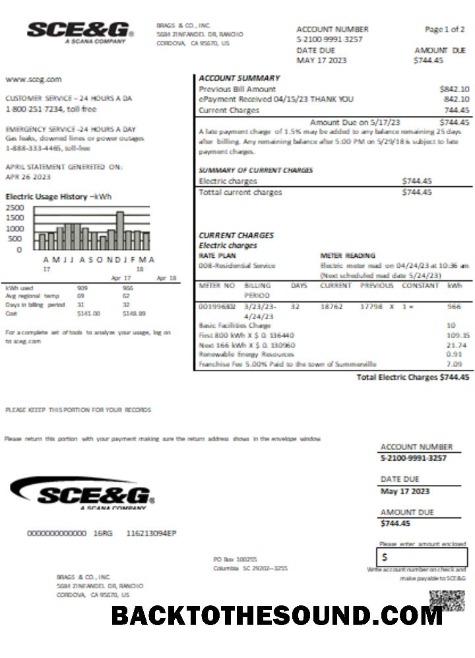 SCE&G®
A SCANA COMPANY
BRAGS & CO., INC.
5684 ZINFANDEL DR, RANCHO
CORDOVA, CA 95670, US
ACCOUNT NUMBER
5-2100-9991-3257
Page 1 of 2
DATE DUE
AMOUNT DUE
MAY 17 2023
$744.45
www.sceg.com
CUSTOMER SERVICE – 24 HOURS A DA
1 800 251 7234, toll free
EMERGENCY SERVICE -24 HOURS A DAY
Gas leaks, downed lines or power outages
1-888-333-4465, toll-free
APRIL STATEMENT GENERETED ON:
APR 26 2023
Electric Usage History –kWh
2500
1500
1000
500
0
A M J J A S O N D J F M A
17 18
Apr 17 Apr 18
kWh used 909 966
Avg regional temp 69 62
Days in billing period 31 32
Cost $141.00 $148.89
For a complete set of tools to analyze your usage, log on
to sceg.com
ACCOUNT SUMMARY
Previous Bill Amount $842.10
ePayment Received 04/15/23 THANK YOU -842.10
Current Charges 744.45
Amount Due on 5/17/23 $744.45
A late payment charge of 1.5% may be added to any balance remaining 25 days
after billing. Any remaining balance after 5:00 PM on 5/29/18 is subject to late
payment charges.
SUMMARY OF CURRENT CHARGES
Electric charges $744.45
Tottal current charges $744.45
CURRENT CHARGES
Electric charges
RATE PLAN METER READING
008-Residential Service Electric meter read on 04/24/23 at 10:36 am
(Next scheduled read date 5/24/23)
METER NO BILLING PERIOD DAYS CURRENT PREVIOUS CONSTANT kWh
3/23/23-4/24/23 32 18762 17798 X 1 = 966
Basic Facilities Charge 10
First 800 kWh X $ 0.136440 109.15
Next 166 kWh X $ 0.130960 21.74
Renewable Energy Resources 0.91
Franchise Fee 5.00% Paid to the town of Summerville 7.09
Total Electric Charges $744.45
PLEASE KEEEP THIS PORTION FOR YOUR RECORDS
Please return this portion with your payment making sure the return address shows in the envelope window
SCE&G®
A SCANA COMPANY
ACCOUNT NUMBER
5-2100-9991-3257
DATE DUE
May 17 2023
AMOUNT DUE
$744.45
000000000000 16RG 116213094EP
Please enter amount enclosed
$
Write account number on check and
make payable to SCE&G
PO Box 100255
Columbia SC 29202--3255
BRAGS & CO., INC.
5684 ZINFANDEL DR, RANCHO
CORDOVA, CA 95670, US
BACKTOTHESOUND.COM